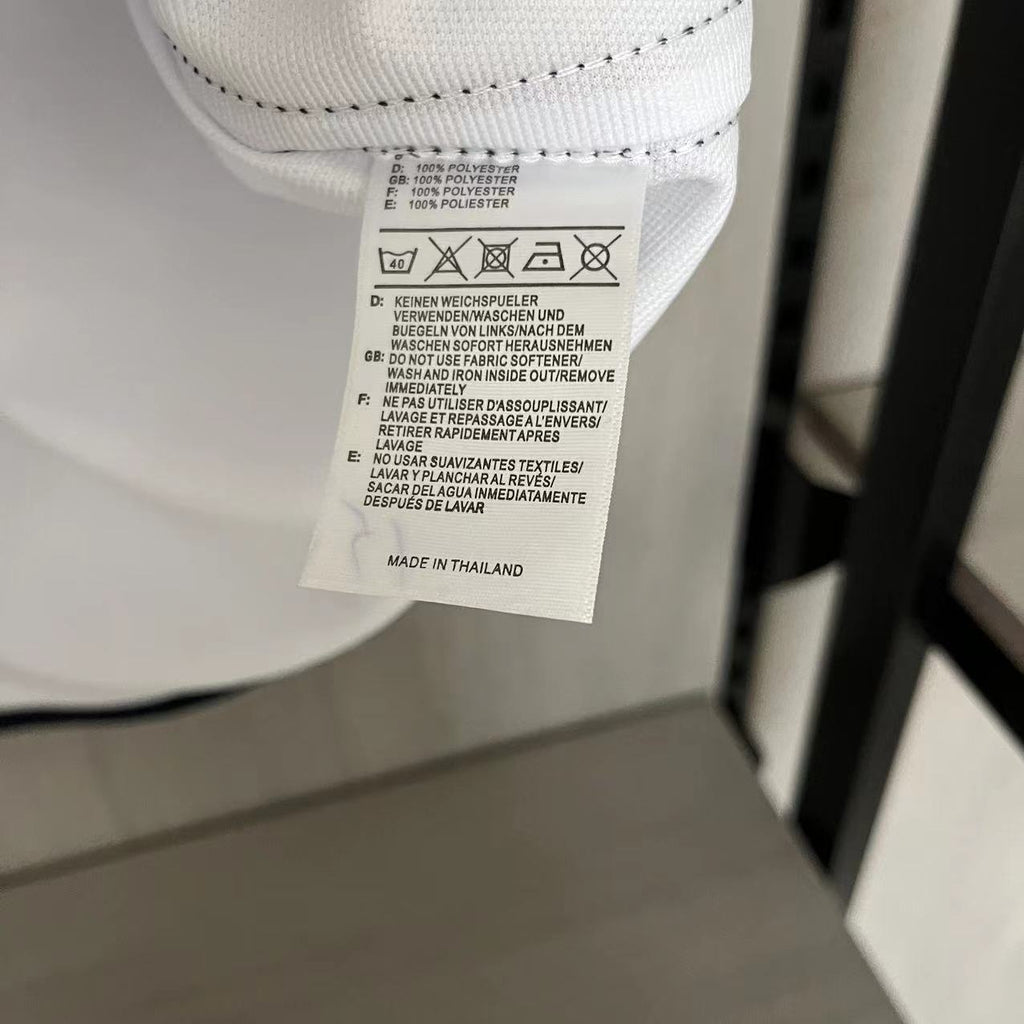 D: 100% POLYESTER
GB: 100% POLYESTER
F: 100% POLYESTER
E: 100% POLIESTER
40
D: KEINEN WEICHSPUELER
VERWENDEN/WASCHEN UND
BUEGELN VON LINKS/NACH DEM
WASCHEN SOFORT HERAUSNEHMEN
GB: DO NOT USE FABRIC SOFTENER/
WASH AND IRON INSIDE OUT/REMOVE
IMMEDIATELY
F: NE PAS UTILISER D'ASSOUPLISSANT/
LAVAGE ET REPASSAGE A L'ENVERS/
RETIRER RAPIDEMENT APRES
LAVAGE
E: NO USAR SUAVIZANTES TEXTILES/
LAVAR Y PLANCHAR AL REVÉS/
SACAR DEL AGUA INMEDIATAMENTE
DESPUÉS DE LAVAR
MADE IN THAILAND